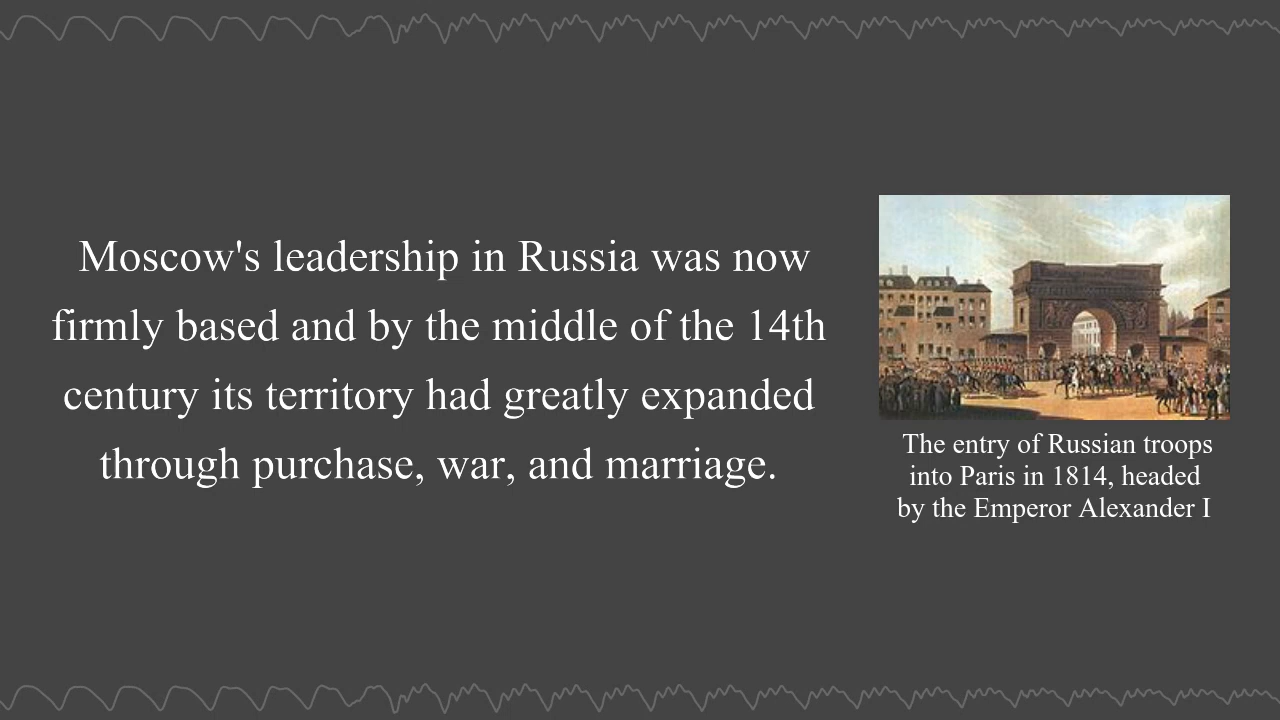 Moscow's leadership in Russia was now
firmly based and by the middle of the 14th
century its territory had greatly expanded
through purchase, war, and marriage.
The entry of Russian troops
into Paris in 1814, headed
by the Emperor Alexander I